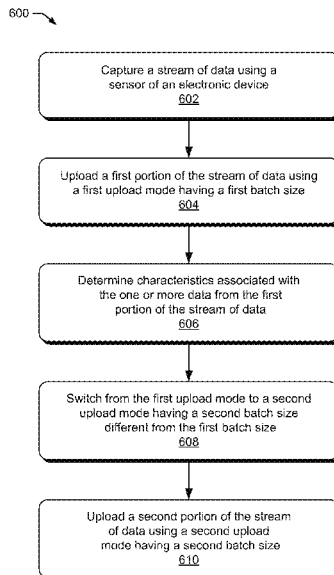 600
Capture a stream of data using a
sensor of an electronic device
602
Upload a first portion of the stream of data using
a first upload mode having a first batch size
604
Determine characteristics associated with
the one or more data from the first
portion of the stream of data
606
Switch from the first upload mode to a second
upload mode having a second batch size
different from the first batch size
608
Upload a second portion of the stream
of data using a second upload
mode having a second batch size
610